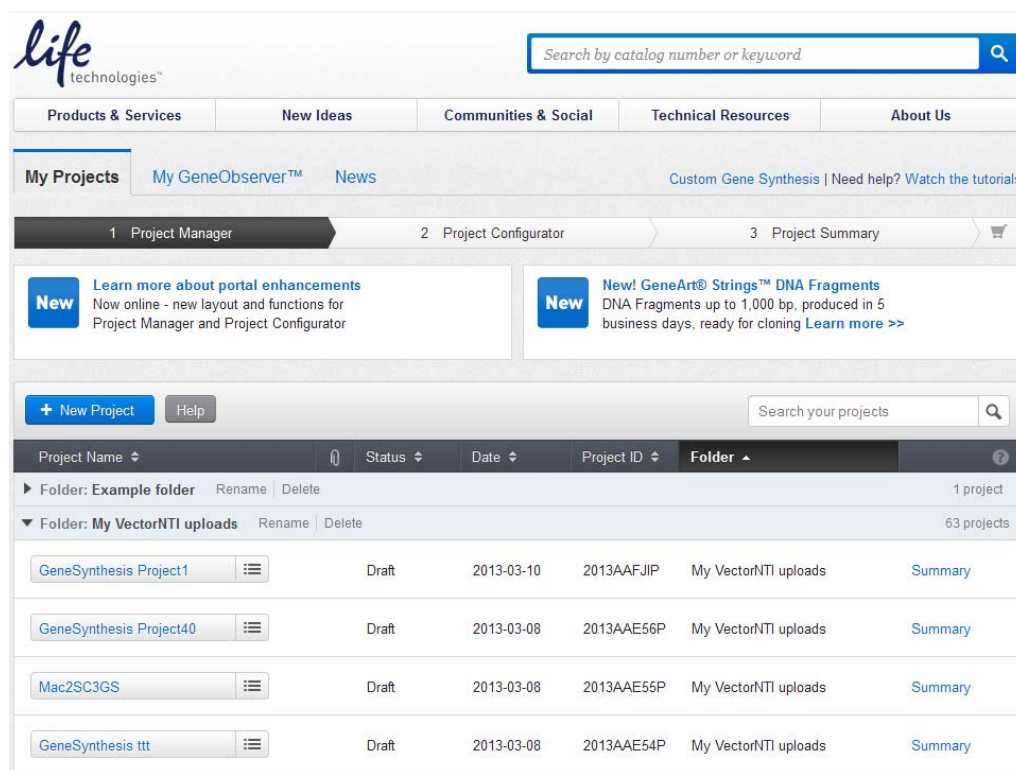 life
technologies™
Search by catalog number or keyword
Products & Services New Ideas Communities & Social Technical Resources About Us
My Projects My GeneObserver™ News Custom Gene Synthesis | Need help? Watch the tutorials
1 Project Manager 2 Project Configurator 3 Project Summary
New
Learn more about portal enhancements
Now online - new layout and functions for
Project Manager and Project Configurator
New
New! GeneArt® Strings™ DNA Fragments
DNA Fragments up to 1,000 bp, produced in 5
business days, ready for cloning Learn more >>
+ New Project Help Search your projects
Project Name Status Date Project ID Folder ?
Folder: Example folder Rename | Delete 1 project
Folder: My VectorNTI uploads Rename | Delete 63 projects
GeneSynthesis Project1 Draft 2013-03-10 2013AAFJIP My VectorNTI uploads Summary
GeneSynthesis Project40 Draft 2013-03-08 2013AAE56P My VectorNTI uploads Summary
Mac2SC3GS Draft 2013-03-08 2013AAE55P My VectorNTI uploads Summary
GeneSynthesis ttt Draft 2013-03-08 2013AAE54P My VectorNTI uploads Summary